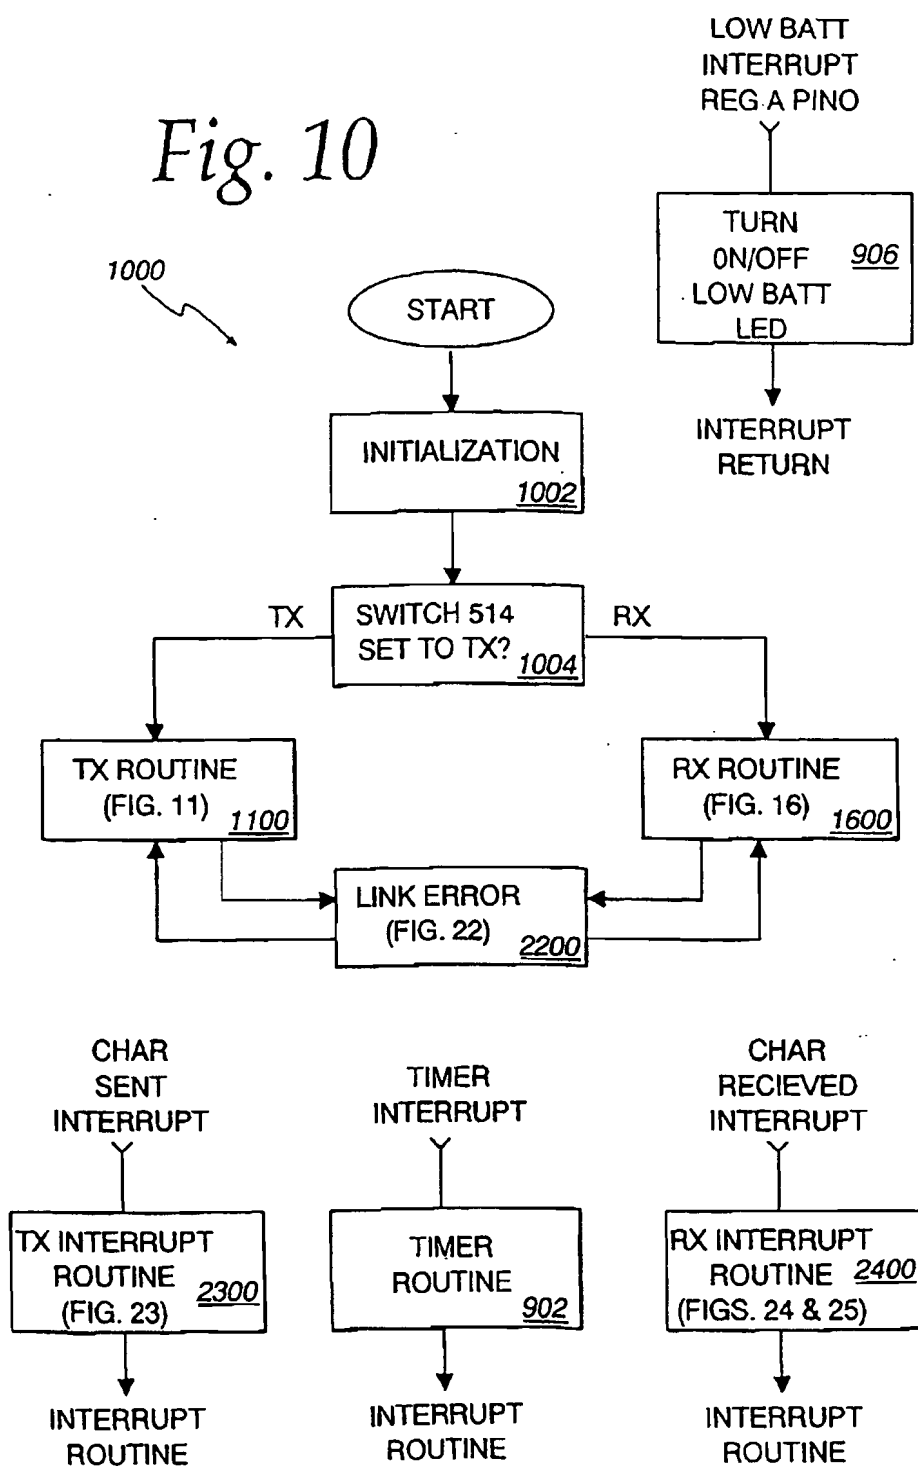 LOW BATT
INTERRUPT
REG A PINO
Fig. 10
TURN
ON/OFF
LOW BATT
LED
906
1000
START
INTERRUPT
RETURN
INITIALIZATION
1002
TX
SWITCH 514
SET TO TX?
1004
RX
TX ROUTINE
(FIG. 11)
1100
RX ROUTINE
(FIG. 16)
1600
LINK ERROR
(FIG. 22)
2200
CHAR
SENT
INTERRUPT
TIMER
INTERRUPT
CHAR
RECIEVED
INTERRUPT
TX INTERRUPT
ROUTINE
(FIG. 23)
2300
TIMER
ROUTINE
902
RX INTERRUPT
ROUTINE
(FIGS. 24 & 25)
2400
INTERRUPT
ROUTINE
INTERRUPT
ROUTINE
INTERRUPT
ROUTINE